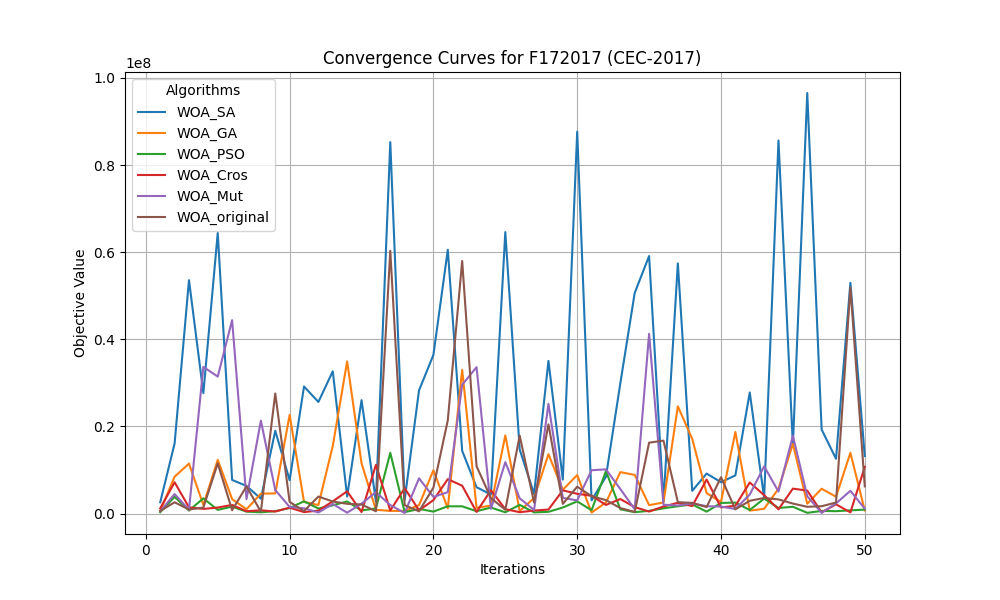 Convergence Curves for F172017 (CEC-2017)
1e8
1.0
0.8
0.6
0.4
0.2
0.0
Objective Value
Algorithms
WOA_SA
WOA_GA
WOA_PSO
WOA_Cros
WOA_Mut
WOA_original
0 10 20 30 40 50
Iterations